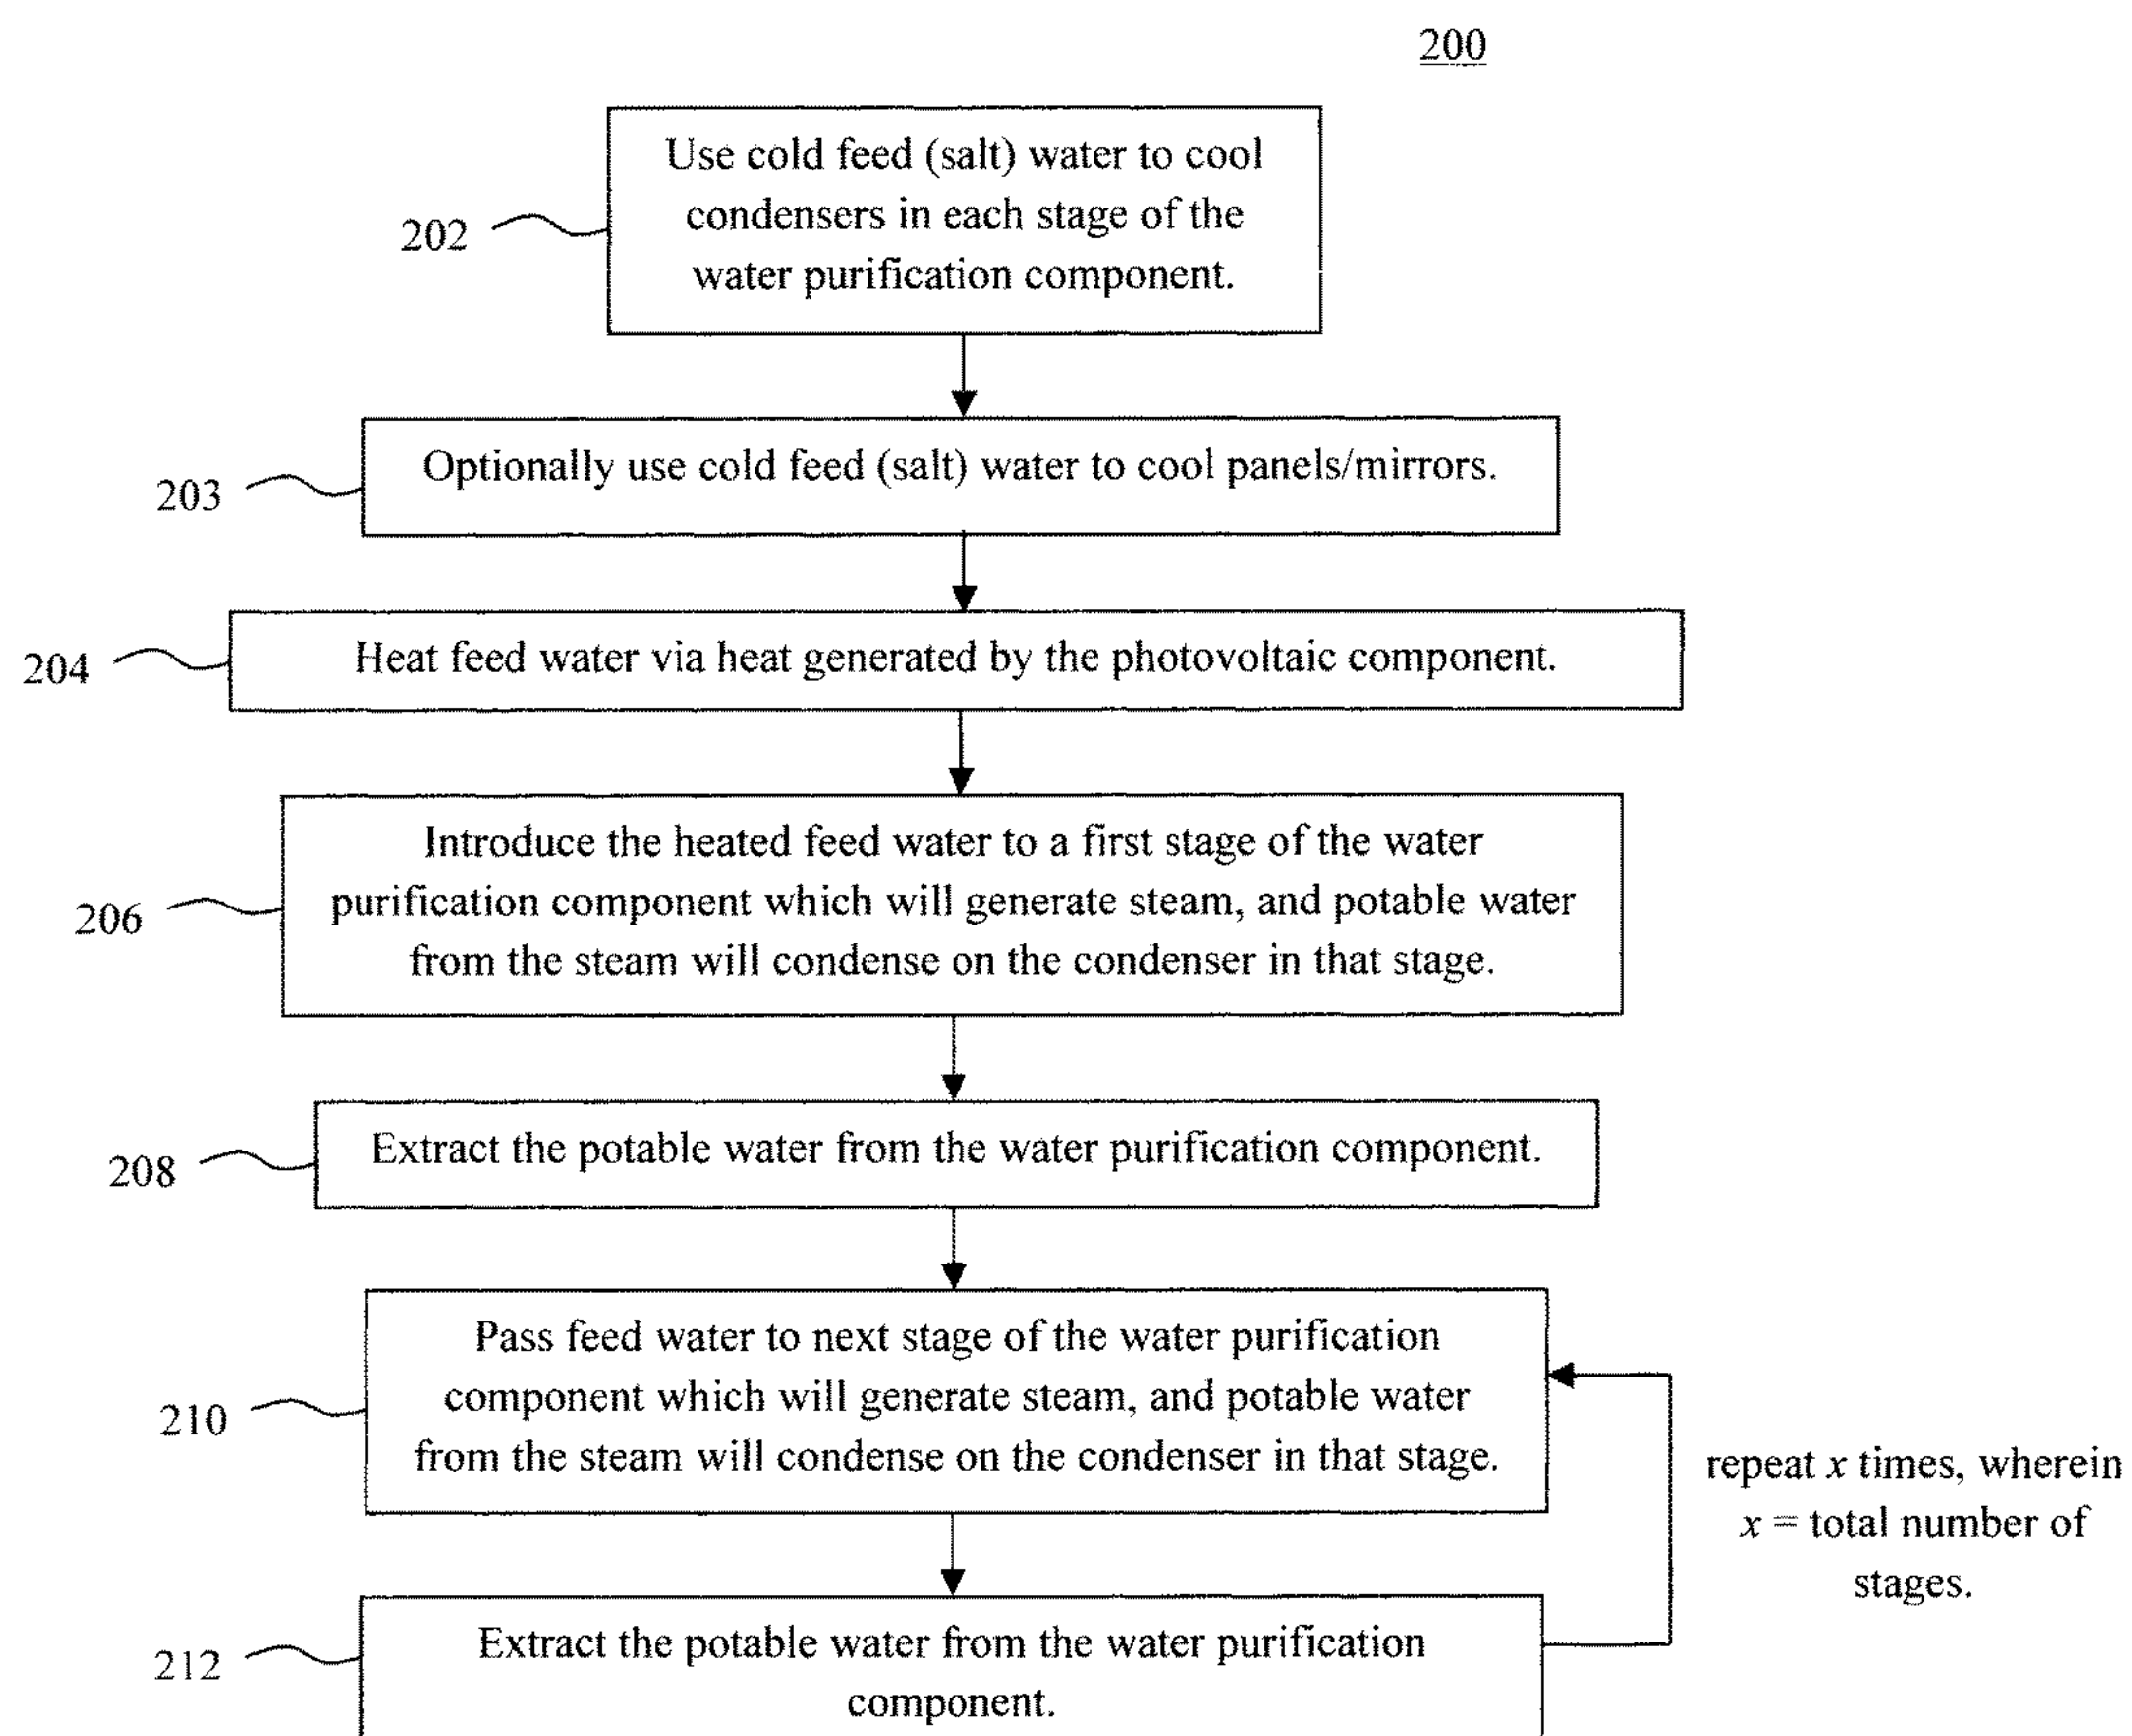 200
Use cold feed (salt) water to cool
condensers in each stage of the
water purification component.
202
Optionally use cold feed (salt) water to cool panels/mirrors.
203
Heat feed water via heat generated by the photovoltaic component.
204
Introduce the heated feed water to a first stage of the water
purification component which will generate steam, and potable water
from the steam will condense on the condenser in that stage.
206
Extract the potable water from the water purification component.
208
Pass feed water to next stage of the water purification
component which will generate steam, and potable water
from the steam will condense on the condenser in that stage.
210
repeat x times, wherein
x = total number of
stages.
Extract the potable water from the water purification
component.
212